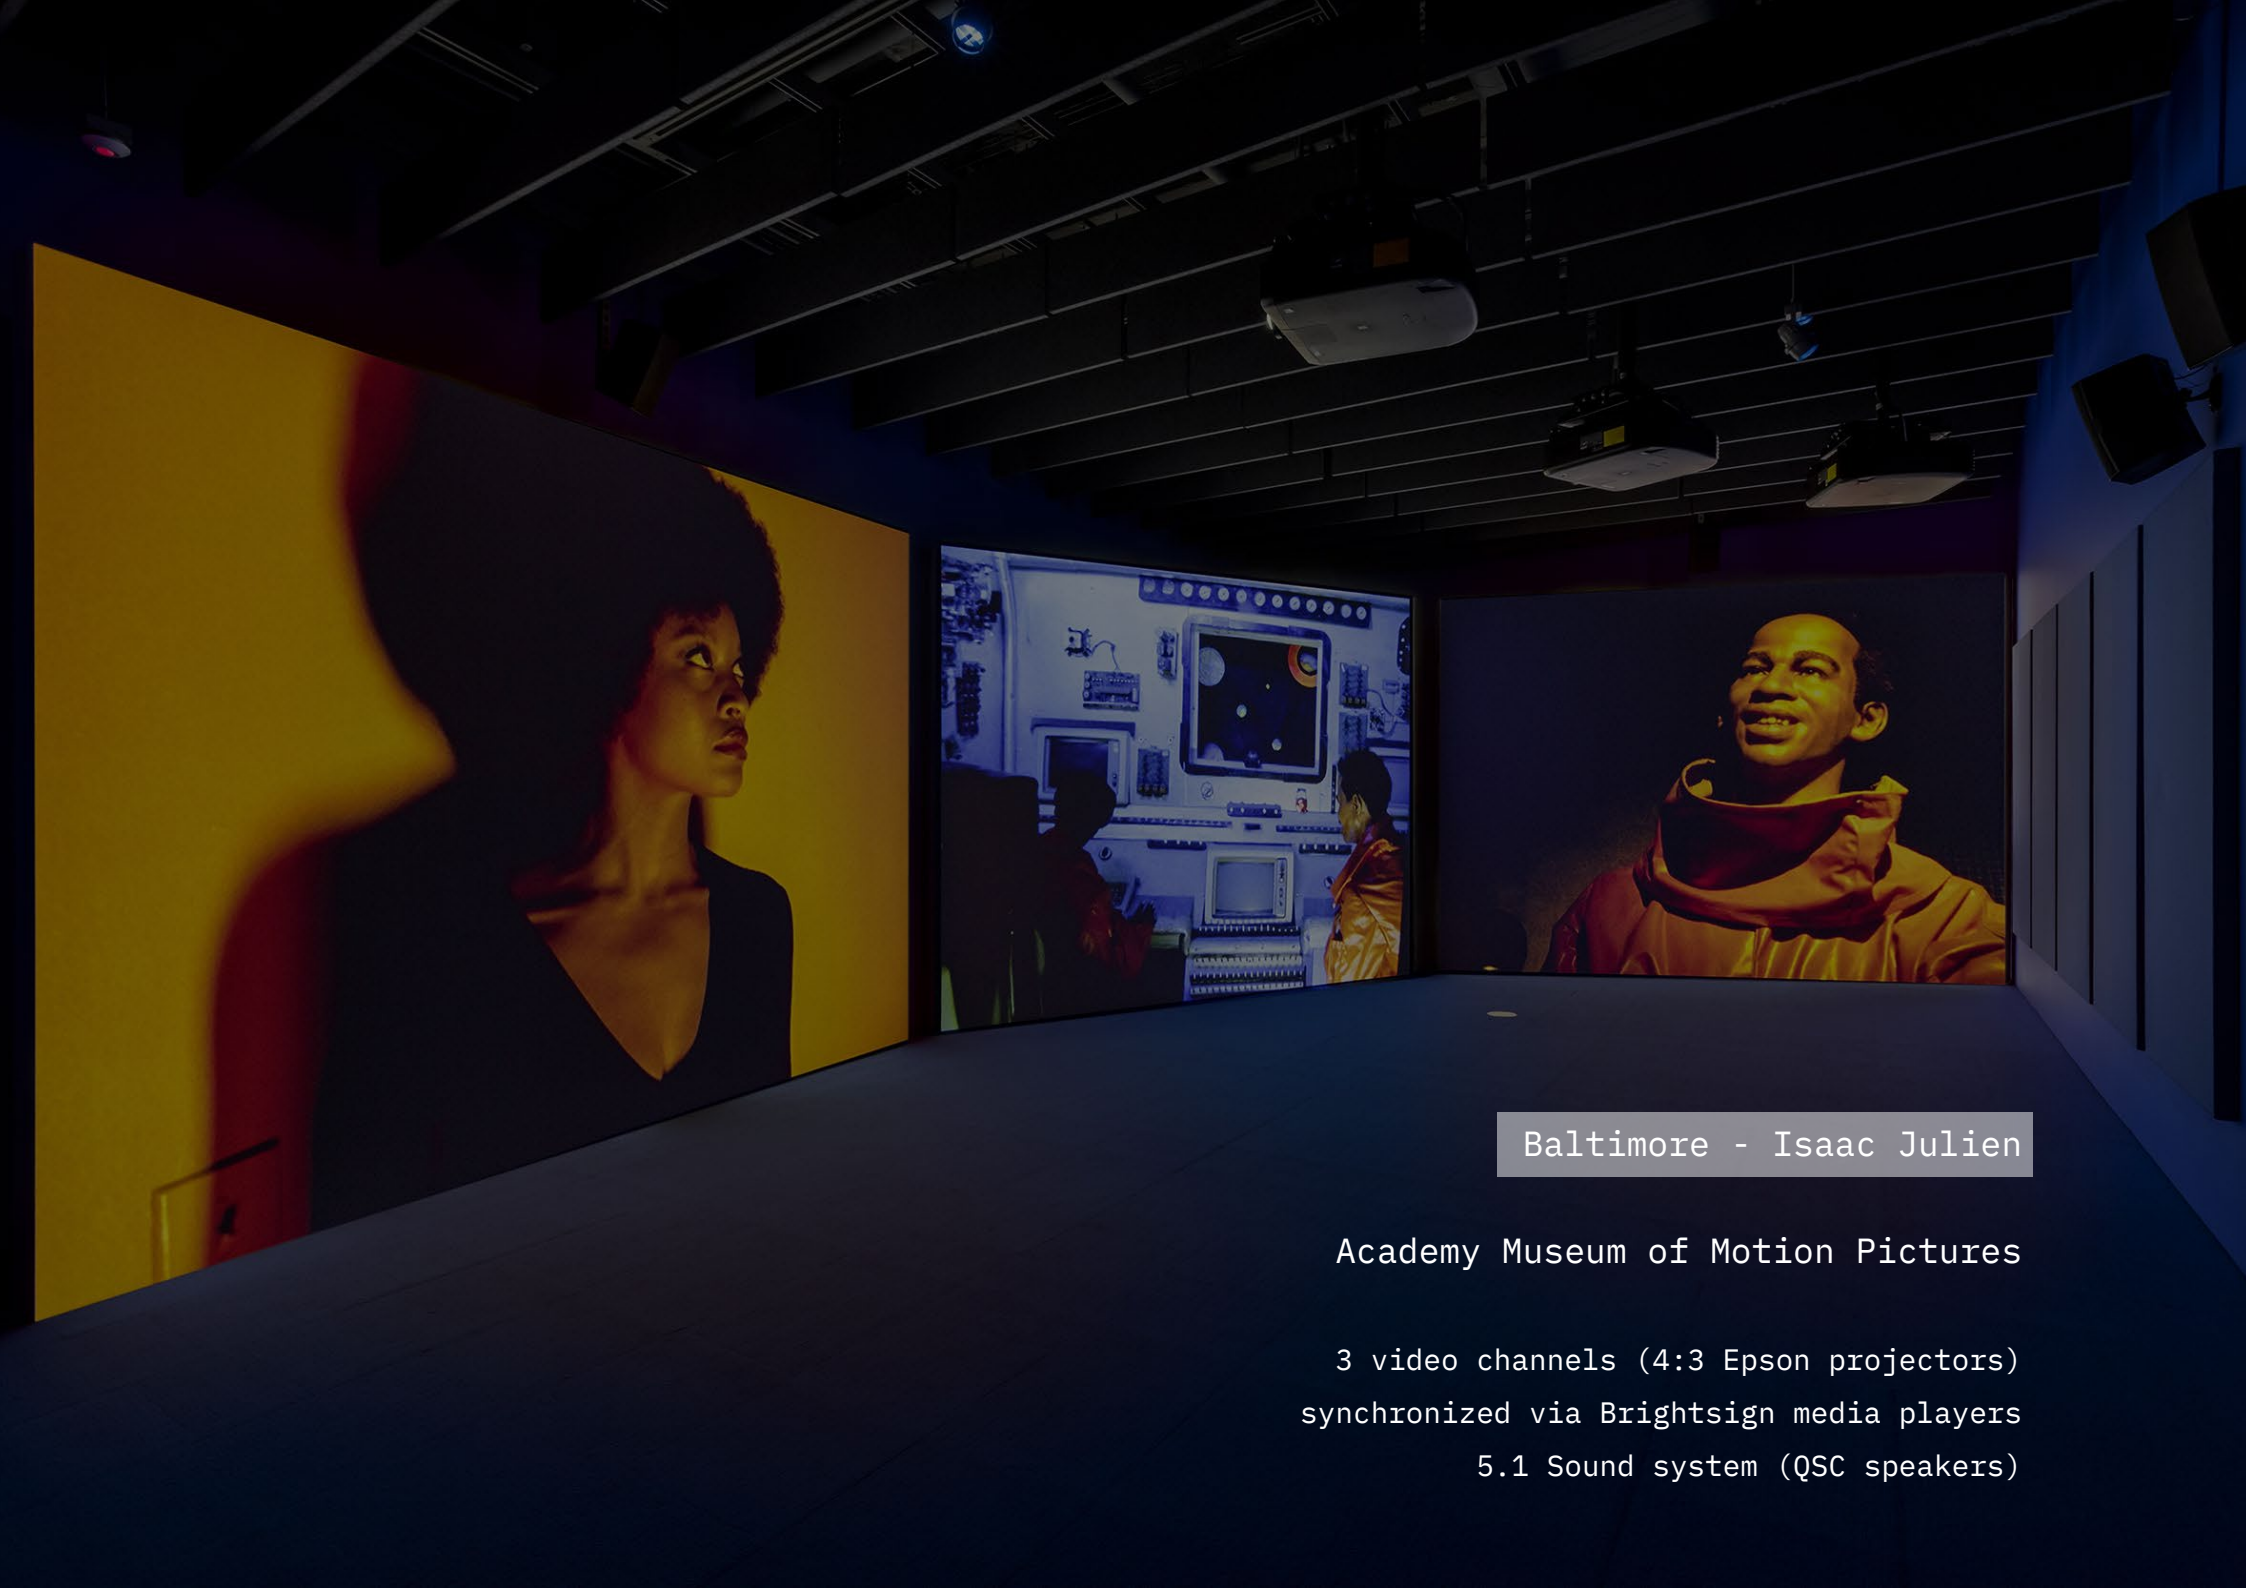 Baltimore - Isaac Julien
Academy Museum of Motion Pictures
3 video channels (4:3 Epson projectors)
synchronized via Brightsign media players
5.1 Sound system (QSC speakers)